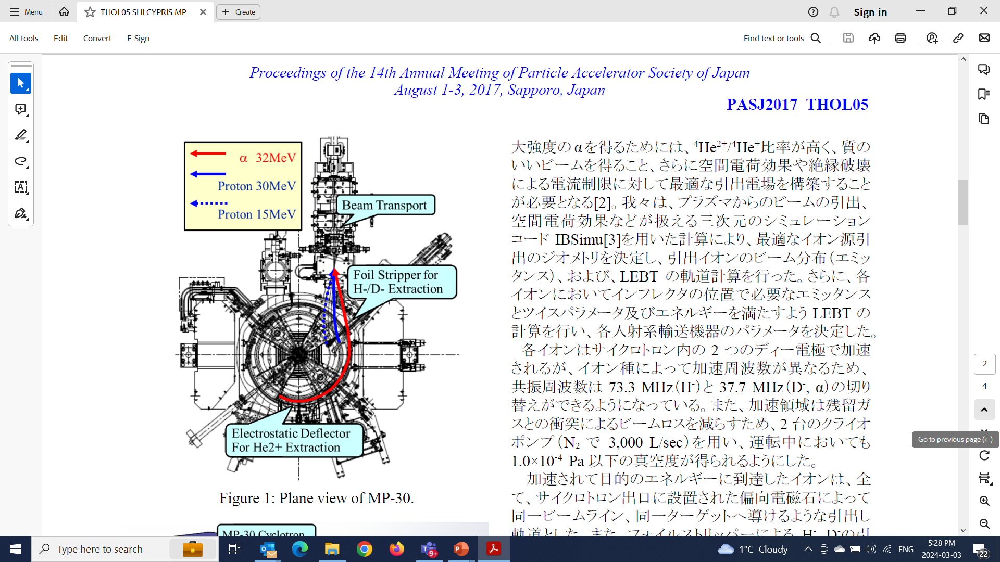 Menu
THOL05 SHI CYPRIS MP...
Create
Sign in
All tools
Edit
Convert
E-Sign
Find text or tools
Proceedings of the 14th Annual Meeting of Particle Accelerator Society of Japan
August 1-3, 2017, Sapporo, Japan
PASJ2017 THOL05
α 32MeV
Proton 30MeV
Proton 15MeV
Beam Transport
Foil Stripper for
H-/D- Extraction
Electrostatic Deflector
For He2+ Extraction
Figure 1: Plane view of MP-30.
MP-30 Cyclotron
大強度のαを得るためには、⁴He²⁺/⁴He⁺比率が高く、質の
いいビームを得ること、さらに空間電荷効果や絶縁破壊
による電流制限に対して最適な引出電場を構築すること
が必要となる[2]。我々は、プラズマからのビームの引出、
空間電荷効果などが扱える三次元のシミュレーション
コード IBSimu[3]を用いた計算により、最適なイオン源引
出のジオメトリを決定し、引出イオンのビーム分布（エミッ
タンス）、および、LEBT の軌道計算を行った。さらに、各
イオンにおいてインフレクタの位置で必要なエミッタンス
とツイスパラメータ及びエネルギーを満たすよう LEBT の
計算を行い、各入射系輸送機器のパラメータを決定した。
各イオンはサイクロトロン内の 2 つのディー電極で加速
されるが、イオン種によって加速周波数が異なるため、
共振周波数は 73.3 MHz（H⁻）と 37.7 MHz（D⁻, α）の切り
替えができるようになっている。また、加速領域は残留ガ
スとの衝突によるビームロスを減らすため、2 台のクライオ
ポンプ（N₂ で 3,000 L/sec）を用い、運転中においても
1.0×10⁻⁴ Pa 以下の真空度が得られるようにした。
加速されて目的のエネルギーに到達したイオンは、全
て、サイクロトロン出口に設置された偏向電磁石によって
同一ビームライン、同一ターゲットへ導けるような引出し
軌道とした。また、フォイルストリッパーによる H⁻, D⁻の引
2
4
Go to previous page (←)
Type here to search
9+
1°C Cloudy
ENG
5:28 PM
2024-03-03
22